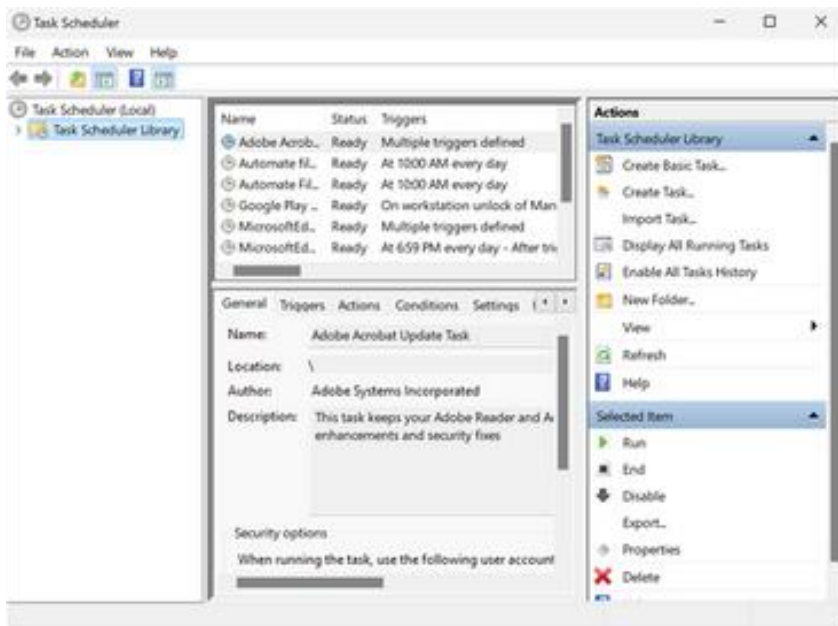 Task Scheduler
File Action View Help
Task Scheduler (Local)
Task Scheduler Library
Name Status Triggers
Adobe Acrob... Ready Multiple triggers defined
Automate fil... Ready At 10:00 AM every day
Automate Fil... Ready At 10:00 AM every day
Google Play ... Ready On workstation unlock of Man
MicrosoftEd... Ready Multiple triggers defined
MicrosoftEd... Ready At 6:59 PM every day - After trig
General Triggers Actions Conditions Settings
Name: Adobe Acrobat Update Task
Location: \
Author: Adobe Systems Incorporated
Description: This task keeps your Adobe Reader and A
enhancements and security fixes
Security options
When running the task, use the following user account
Actions
Task Scheduler Library
Create Basic Task...
Create Task...
Import Task...
Display All Running Tasks
Enable All Tasks History
New Folder...
View
Refresh
Help
Selected Item
Run
End
Disable
Export...
Properties
Delete